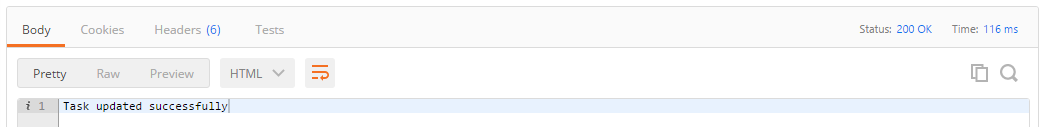 Body Cookies Headers (6) Tests Status: 200 OK Time: 116 ms
Pretty Raw Preview HTML
i 1 Task updated successfully